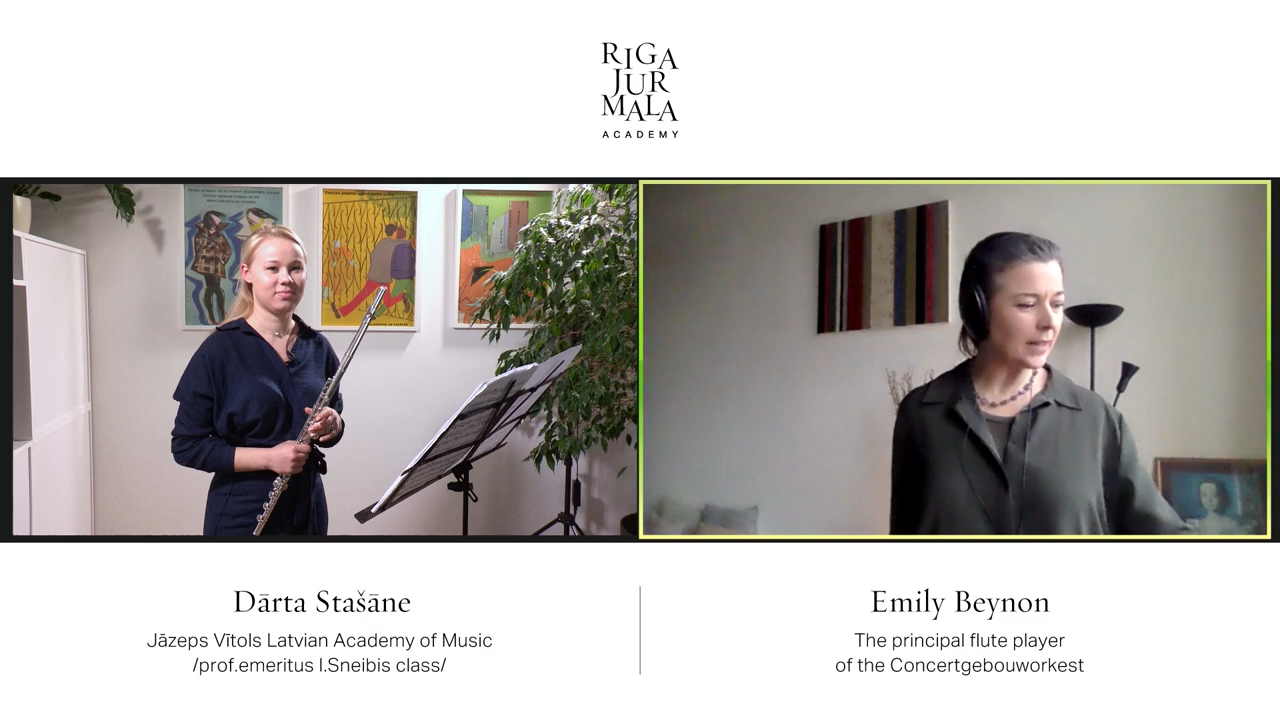 RIGA
JUR
MALA
ACADEMY
Dārta Stašāne
Jāzeps Vītols Latvian Academy of Music
/prof.emeritus I.Sneibis class/
Emily Beynon
The principal flute player
of the Concertgebouworkest